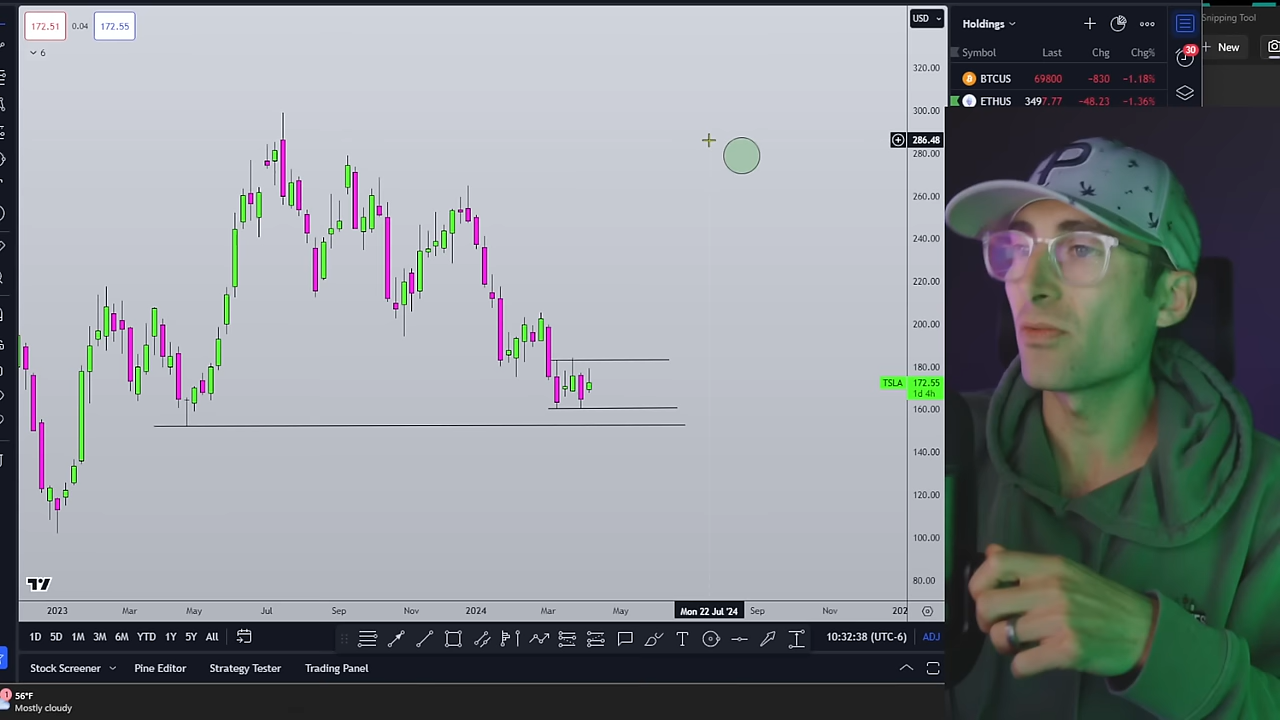 172.51 0.04 172.55
6
USD
320.00
300.00
286.48
280.00
260.00
240.00
220.00
200.00
180.00
TSLA 172.55
1d 4h
160.00
140.00
120.00
100.00
80.00
2023 Mar May Jul Sep Nov 2024 Mar May Mon 22 Jul '24 Sep Nov 202
1D 5D 1M 3M 6M YTD 1Y 5Y All
10:32:38 (UTC-6) ADJ
Stock Screener Pine Editor Strategy Tester Trading Panel
1
56°F
Mostly cloudy
Holdings
Symbol Last Chg Chg%
BTCUS 69800 −830 −1.18%
ETHUS 3497.77 −48.23 −1.36%
30
Snipping Tool
New
P